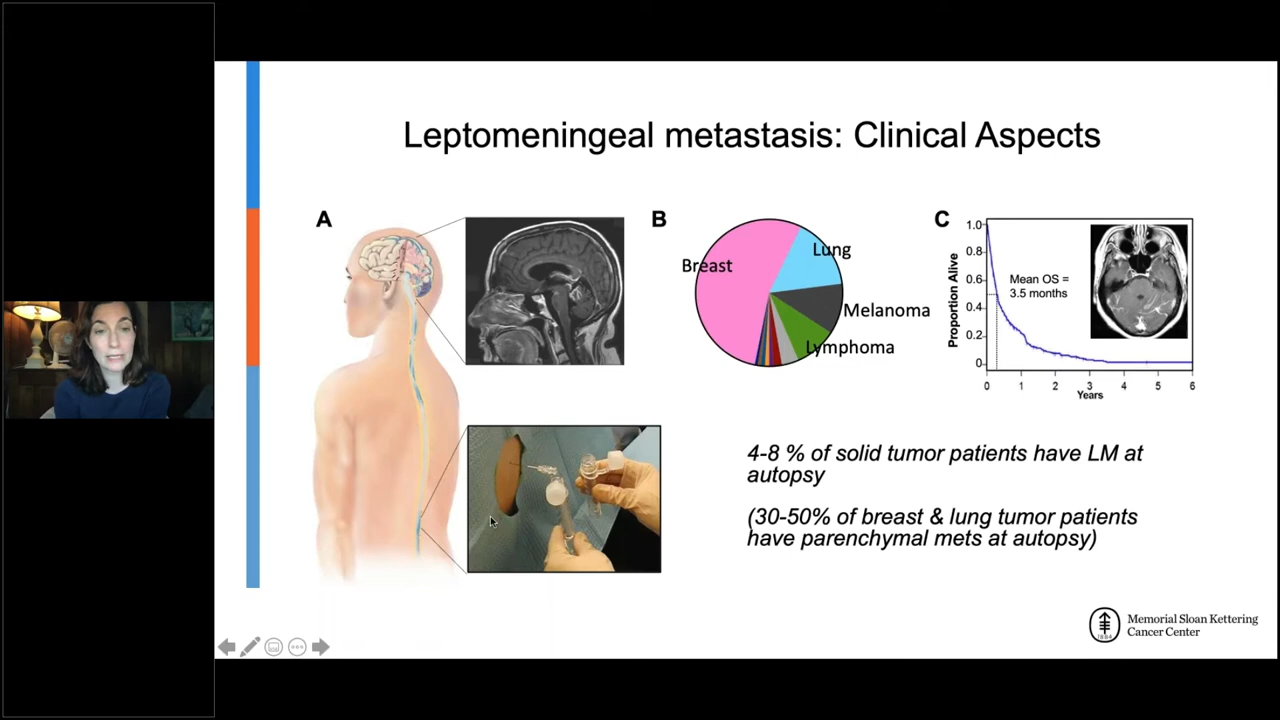 Leptomeningeal metastasis: Clinical Aspects
A
B
Breast
Lung
Melanoma
Lymphoma
C
Proportion Alive
1.0
0.8
0.6
0.4
0.2
0
Mean OS =
3.5 months
0 1 2 3 4 5 6
Years
4-8 % of solid tumor patients have LM at
autopsy
(30-50% of breast & lung tumor patients
have parenchymal mets at autopsy)
Memorial Sloan Kettering
Cancer Center